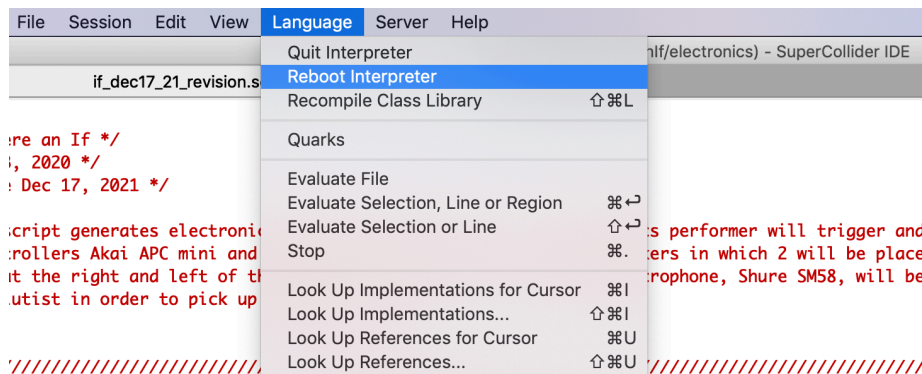 File Session Edit View Language Server Help
Quit Interpreter
nlf/electronics) - SuperCollider IDE
Reboot Interpreter
if_dec17_21_revision.s
Recompile Class Library ⇧⌘L
ere an If */
Quarks
, 2020 */
Dec 17, 2021 */
Evaluate File
Evaluate Selection, Line or Region ⌘↩
script generates electroni
Evaluate Selection or Line ⇧↩
s performer will trigger and
trollers Akai APC mini and
Stop ⌘.
ers in which 2 will be place
ut the right and left of t
rophone, Shure SM58, will be
Look Up Implementations for Cursor ⌘I
utist in order to pick up
Look Up Implementations... ⇧⌘I
Look Up References for Cursor ⌘U
Look Up References... ⇧⌘U